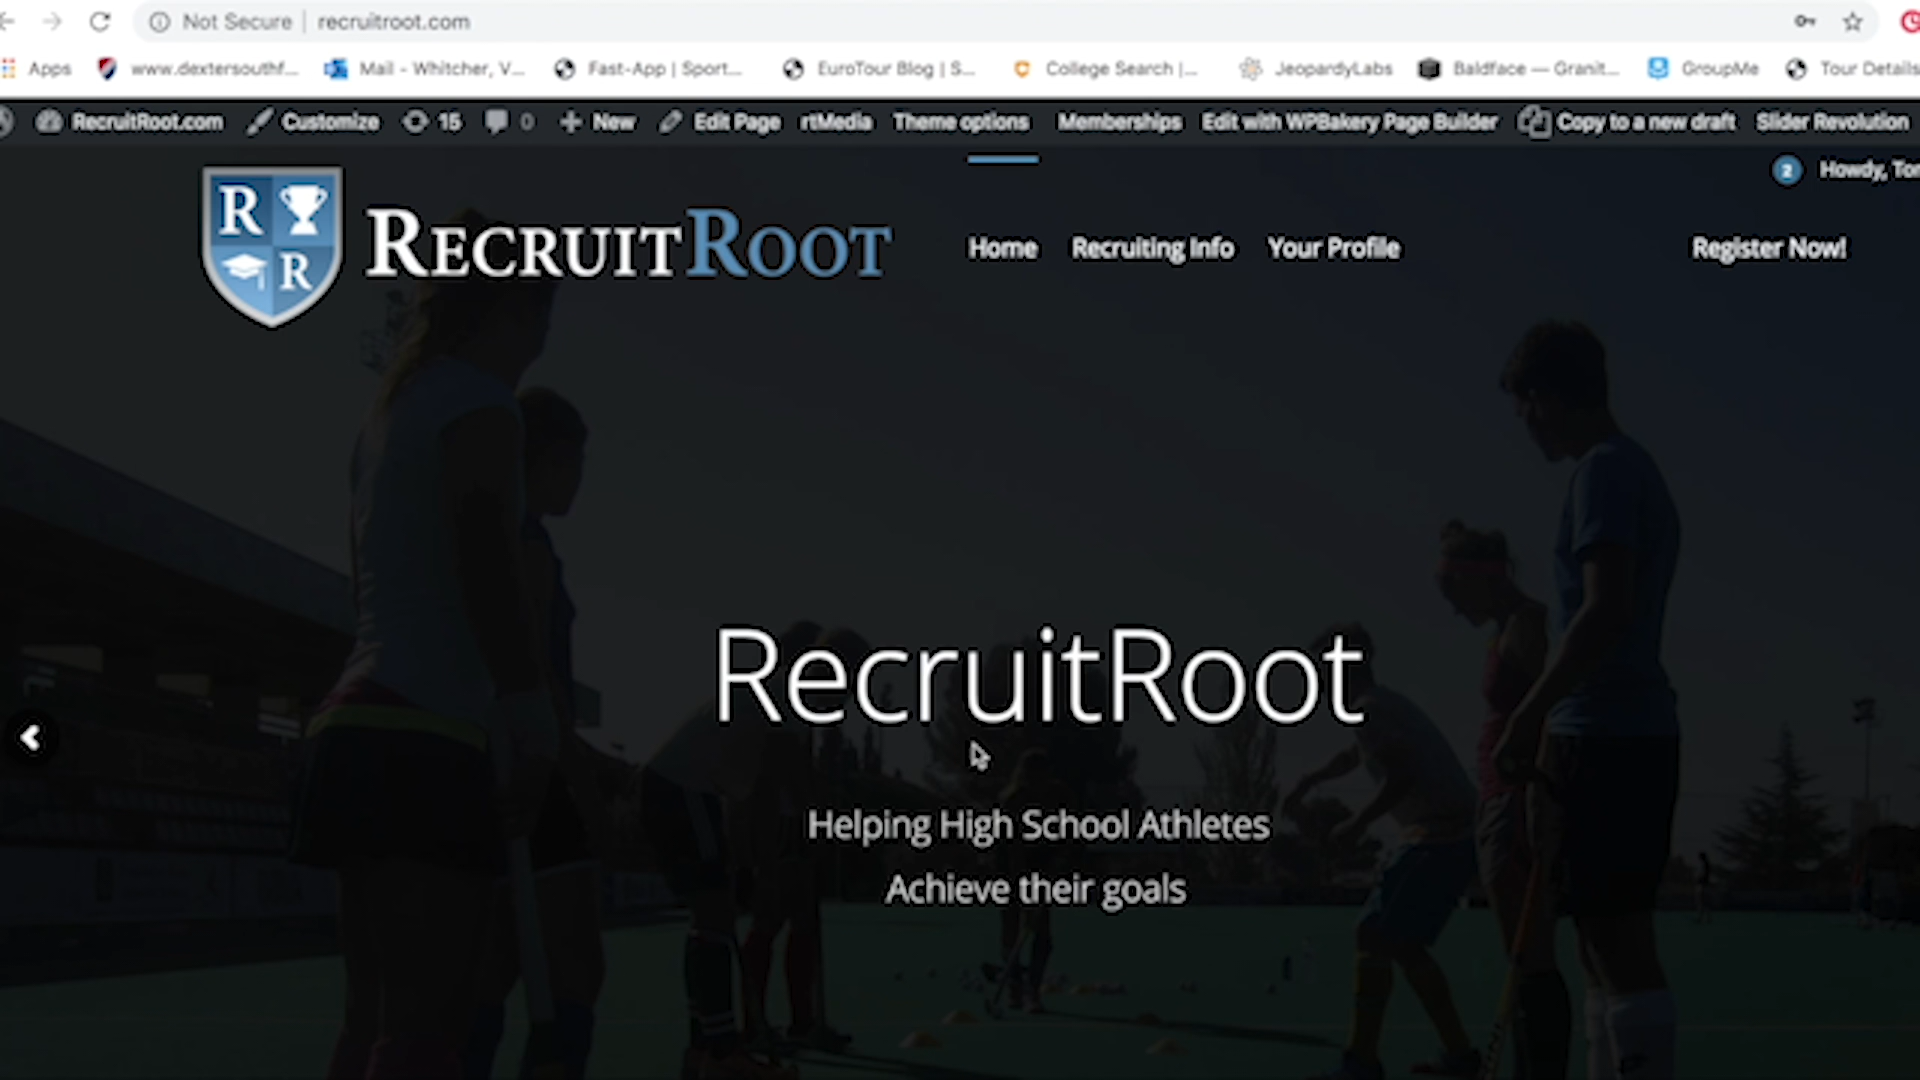 Not Secure recruitroot.com
Apps www.dextersouthf... Mail - Whitcher, V... Fast-App | Sport... EuroTour Blog | S... College Search |... JeopardyLabs Baldface — Granit... GroupMe Tour Details
RecruitRoot.com Customize 15 0 New Edit Page rtMedia Theme options Memberships Edit with WPBakery Page Builder Copy to a new draft Slider Revolution
2 Howdy, Tor
R
R
RECRUITROOT
Home Recruiting Info Your Profile Register Now!
RecruitRoot
Helping High School Athletes
Achieve their goals